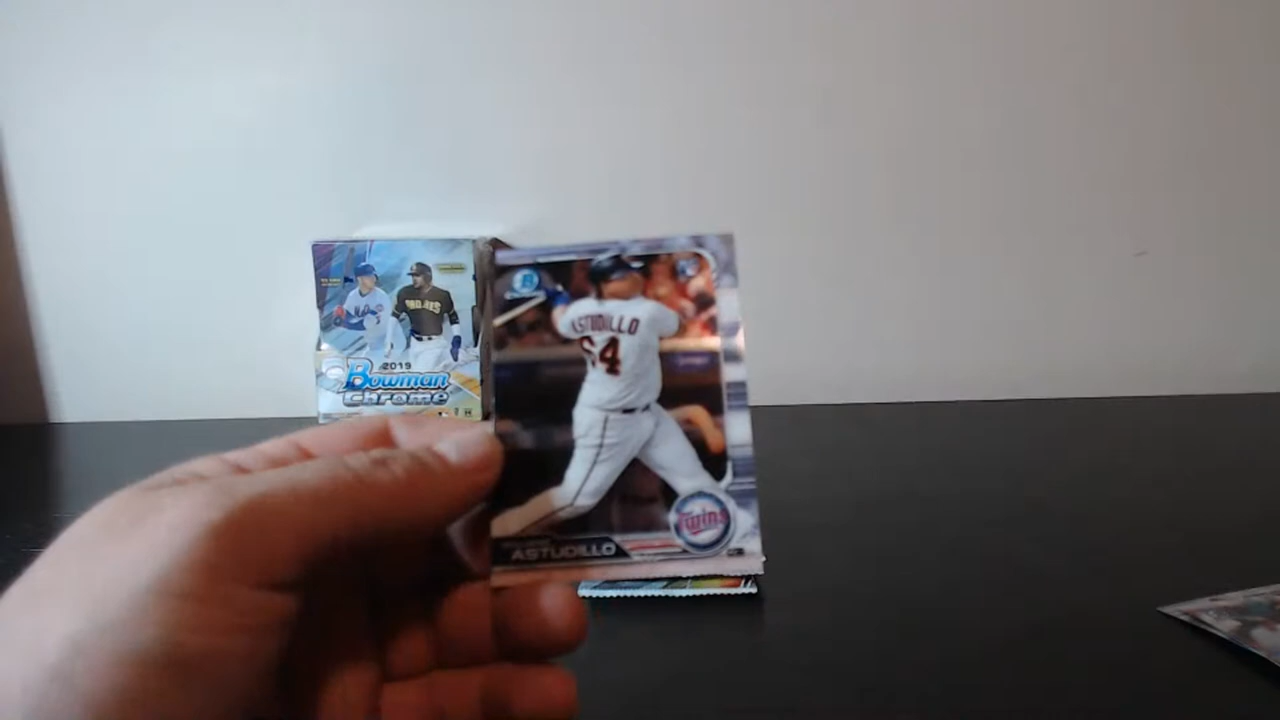 PADRES
2019
Bowman
Chrome
ASTUDILLO
64
Twins
ASTUDILLO